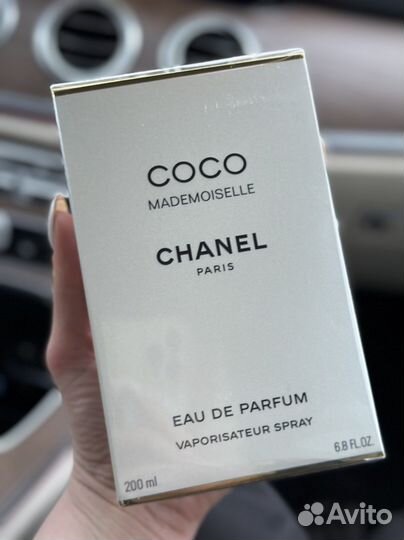 COCO
MADEMOISELLE
CHANEL
PARIS
EAU DE PARFUM
VAPORISATEUR SPRAY
200 ml 6.8 FL.OZ.
Avito